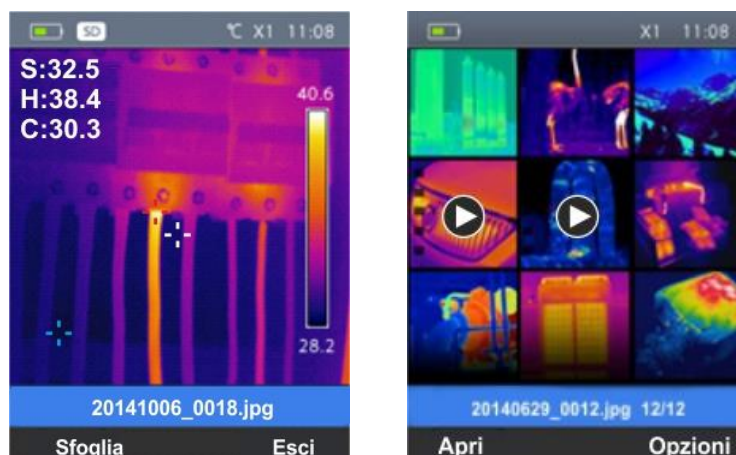 SD ℃ X1 11:08
S:32.5
H:38.4
C:30.3
40.6
28.2
20141006_0018.jpg
Sfoglia Esci
X1 11:08
20140629_0012.jpg 12/12
Apri Opzioni